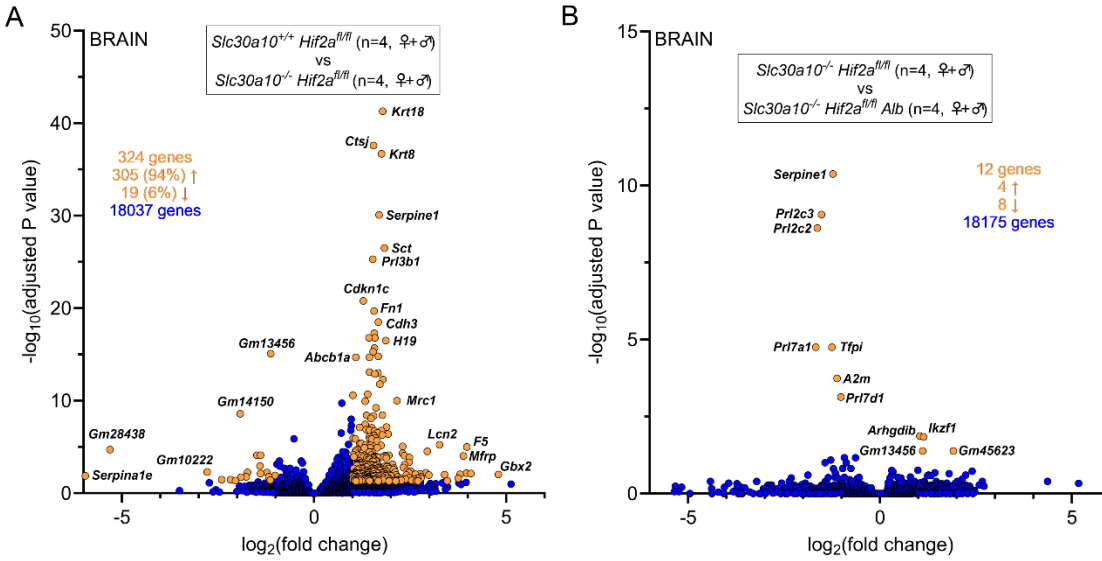 A
BRAIN
Slc30a10+/+ Hif2afl/fl (n=4, ♀+♂)
vs
Slc30a10-/- Hif2afl/fl (n=4, ♀+♂)
324 genes
305 (94%) ↑
19 (6%) ↓
18037 genes
Krt18
Ctsj
Krt8
Serpine1
Sct
Prl3b1
Cdkn1c
Fn1
Cdh3
H19
Gm13456
Abcb1a
Gm14150
Mrc1
Gm28438
Lcn2
F5
Mfrp
Gm10222
Gbx2
Serpina1e
50
40
30
20
10
0
-log10(adjusted P value)
-5
0
5
log2(fold change)
B
BRAIN
Slc30a10-/- Hif2afl/fl (n=4, ♀+♂)
vs
Slc30a10-/- Hif2afl/fl Alb (n=4, ♀+♂)
12 genes
4 ↑
8 ↓
18175 genes
Serpine1
Prl2c3
Prl2c2
Prl7a1
Tfpi
A2m
Prl7d1
Arhgdib
Ikzf1
Gm13456
Gm45623
15
10
5
0
-log10(adjusted P value)
-5
0
5
log2(fold change)